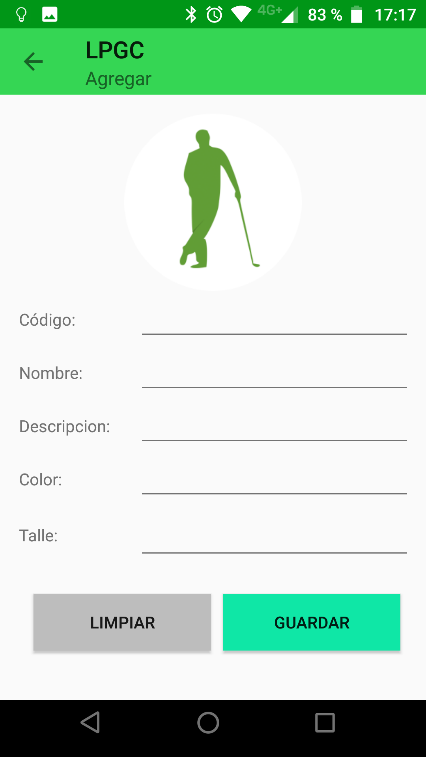 4G+ 83 % 17:17
LPGC
Agregar
Código:
Nombre:
Descripcion:
Color:
Talle:
LIMPIAR GUARDAR